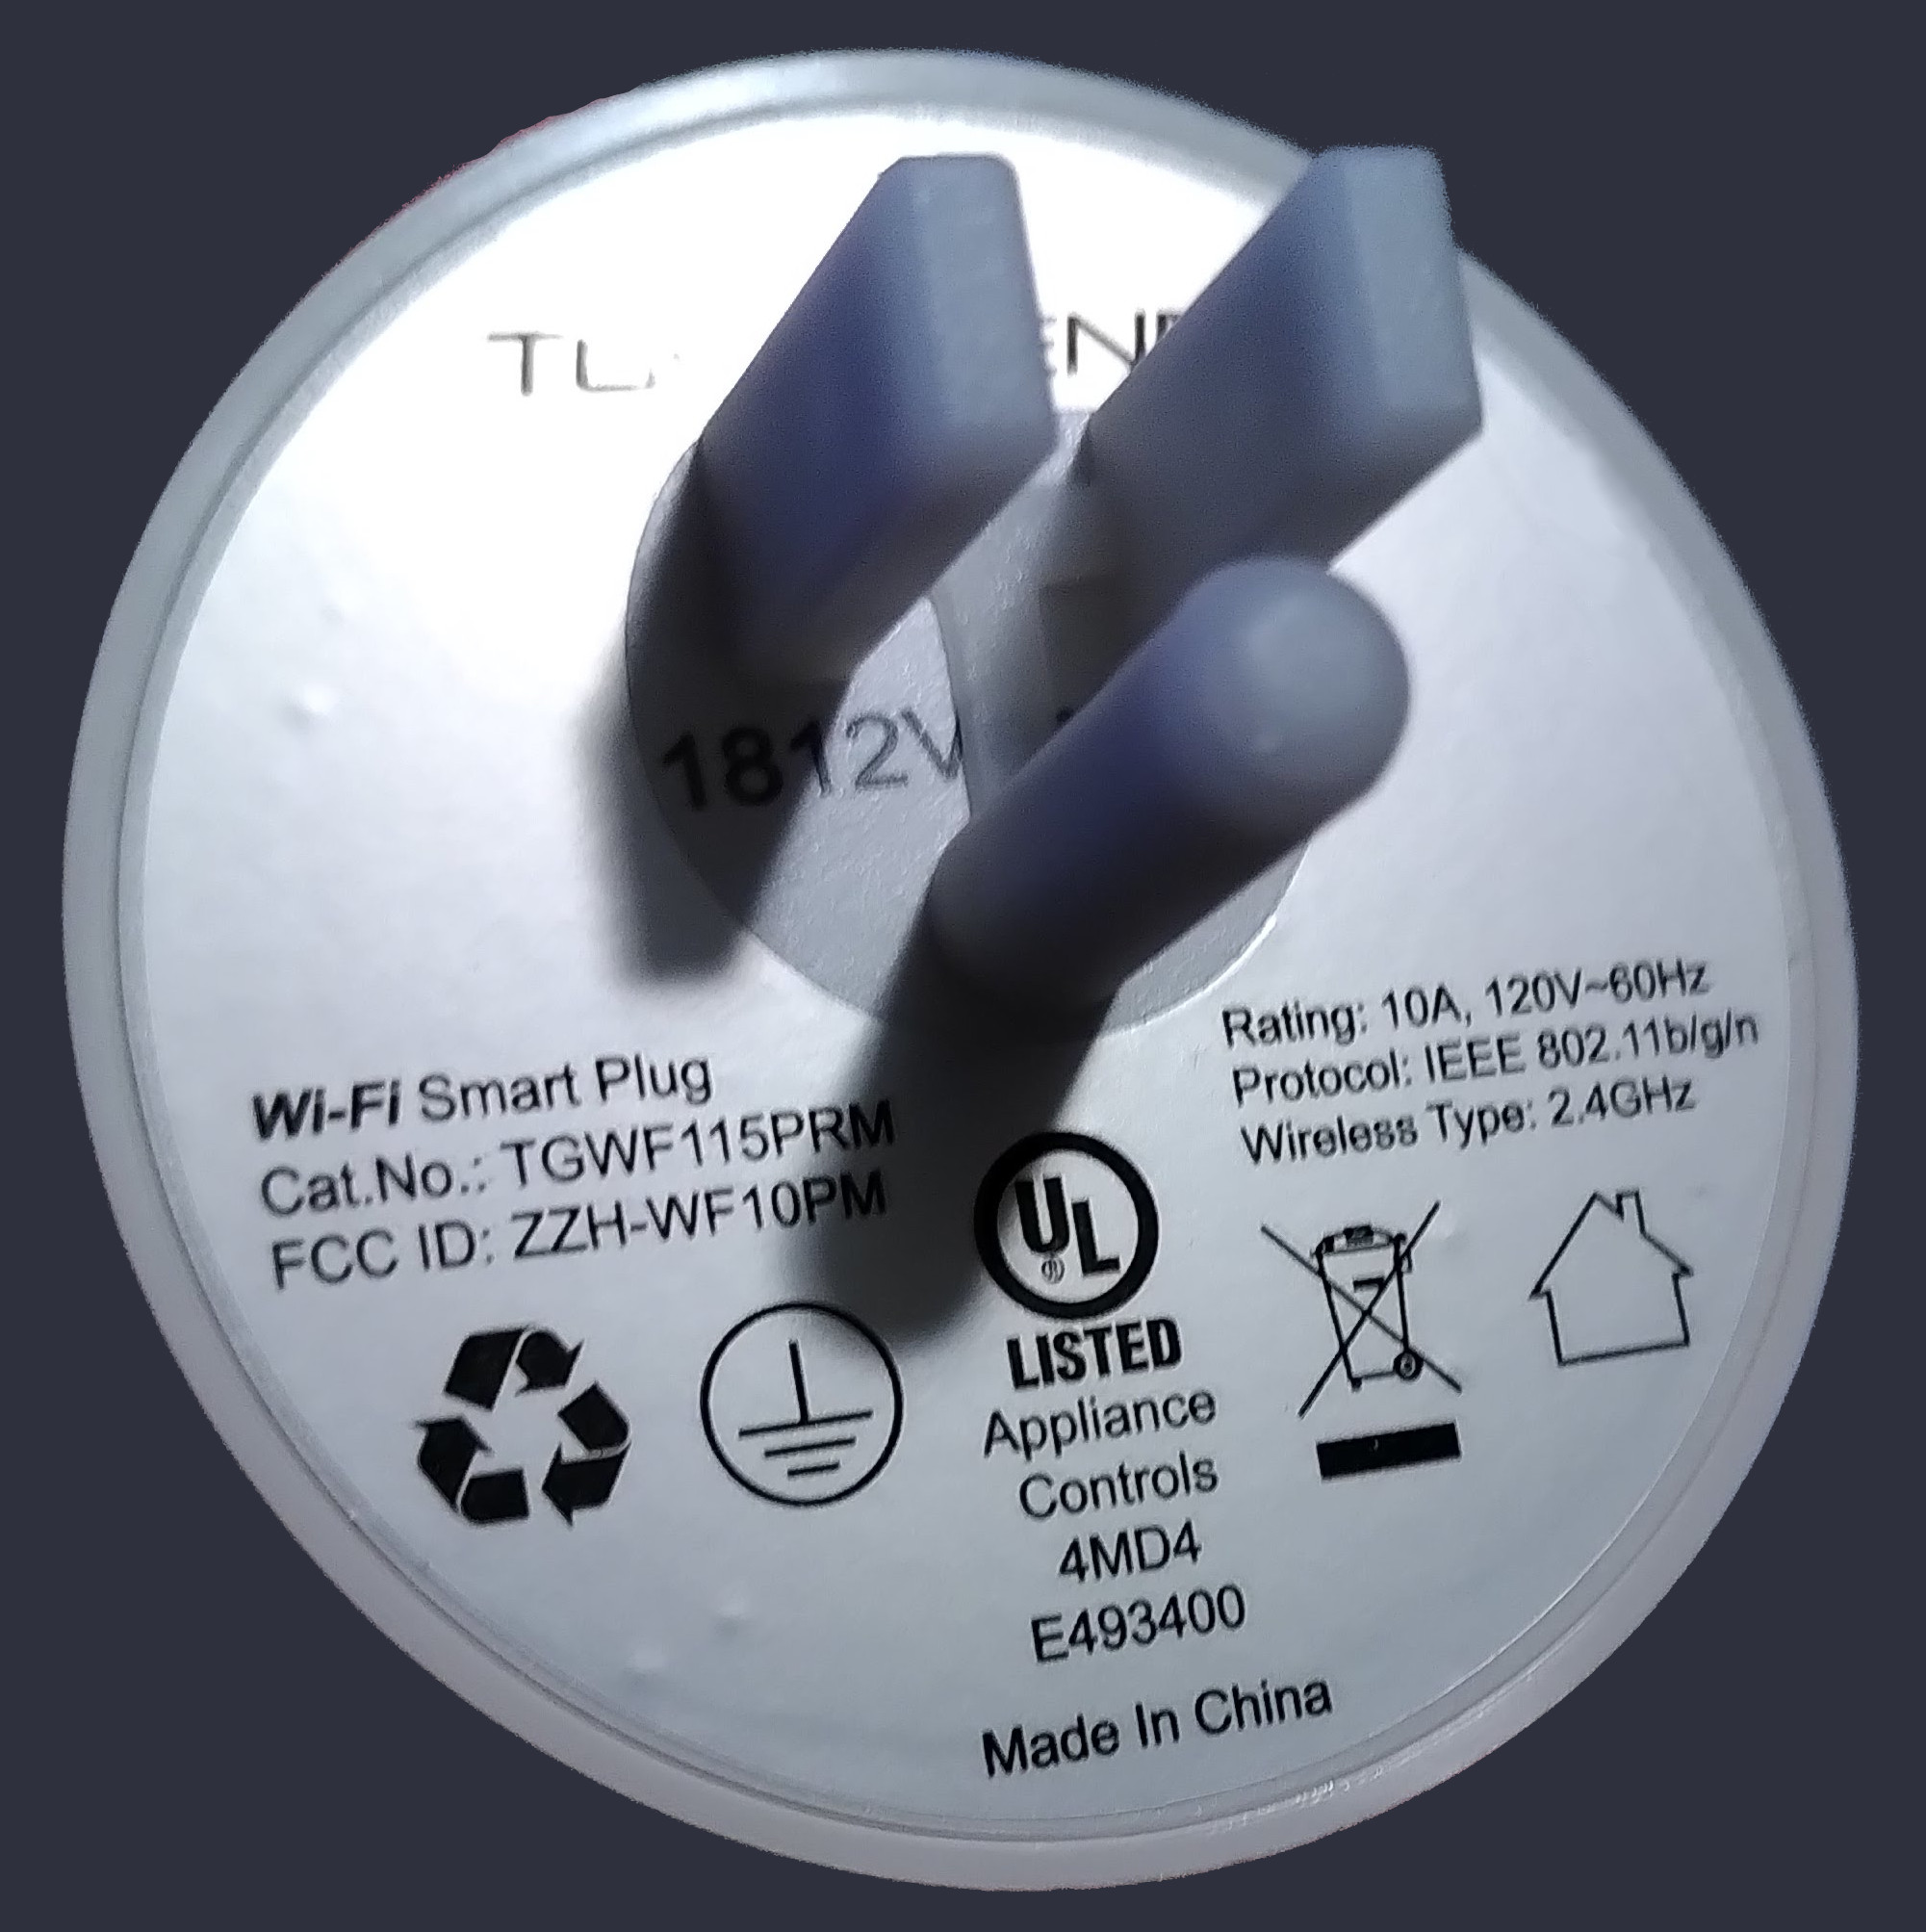 1812V
Wi-Fi Smart Plug
Cat.No.: TGWF115PRM
FCC ID: ZZH-WF10PM
Rating: 10A, 120V~60Hz
Protocol: IEEE 802.11b/g/n
Wireless Type: 2.4GHz
UL
®
LISTED
Appliance
Controls
4MD4
E493400
Made In China